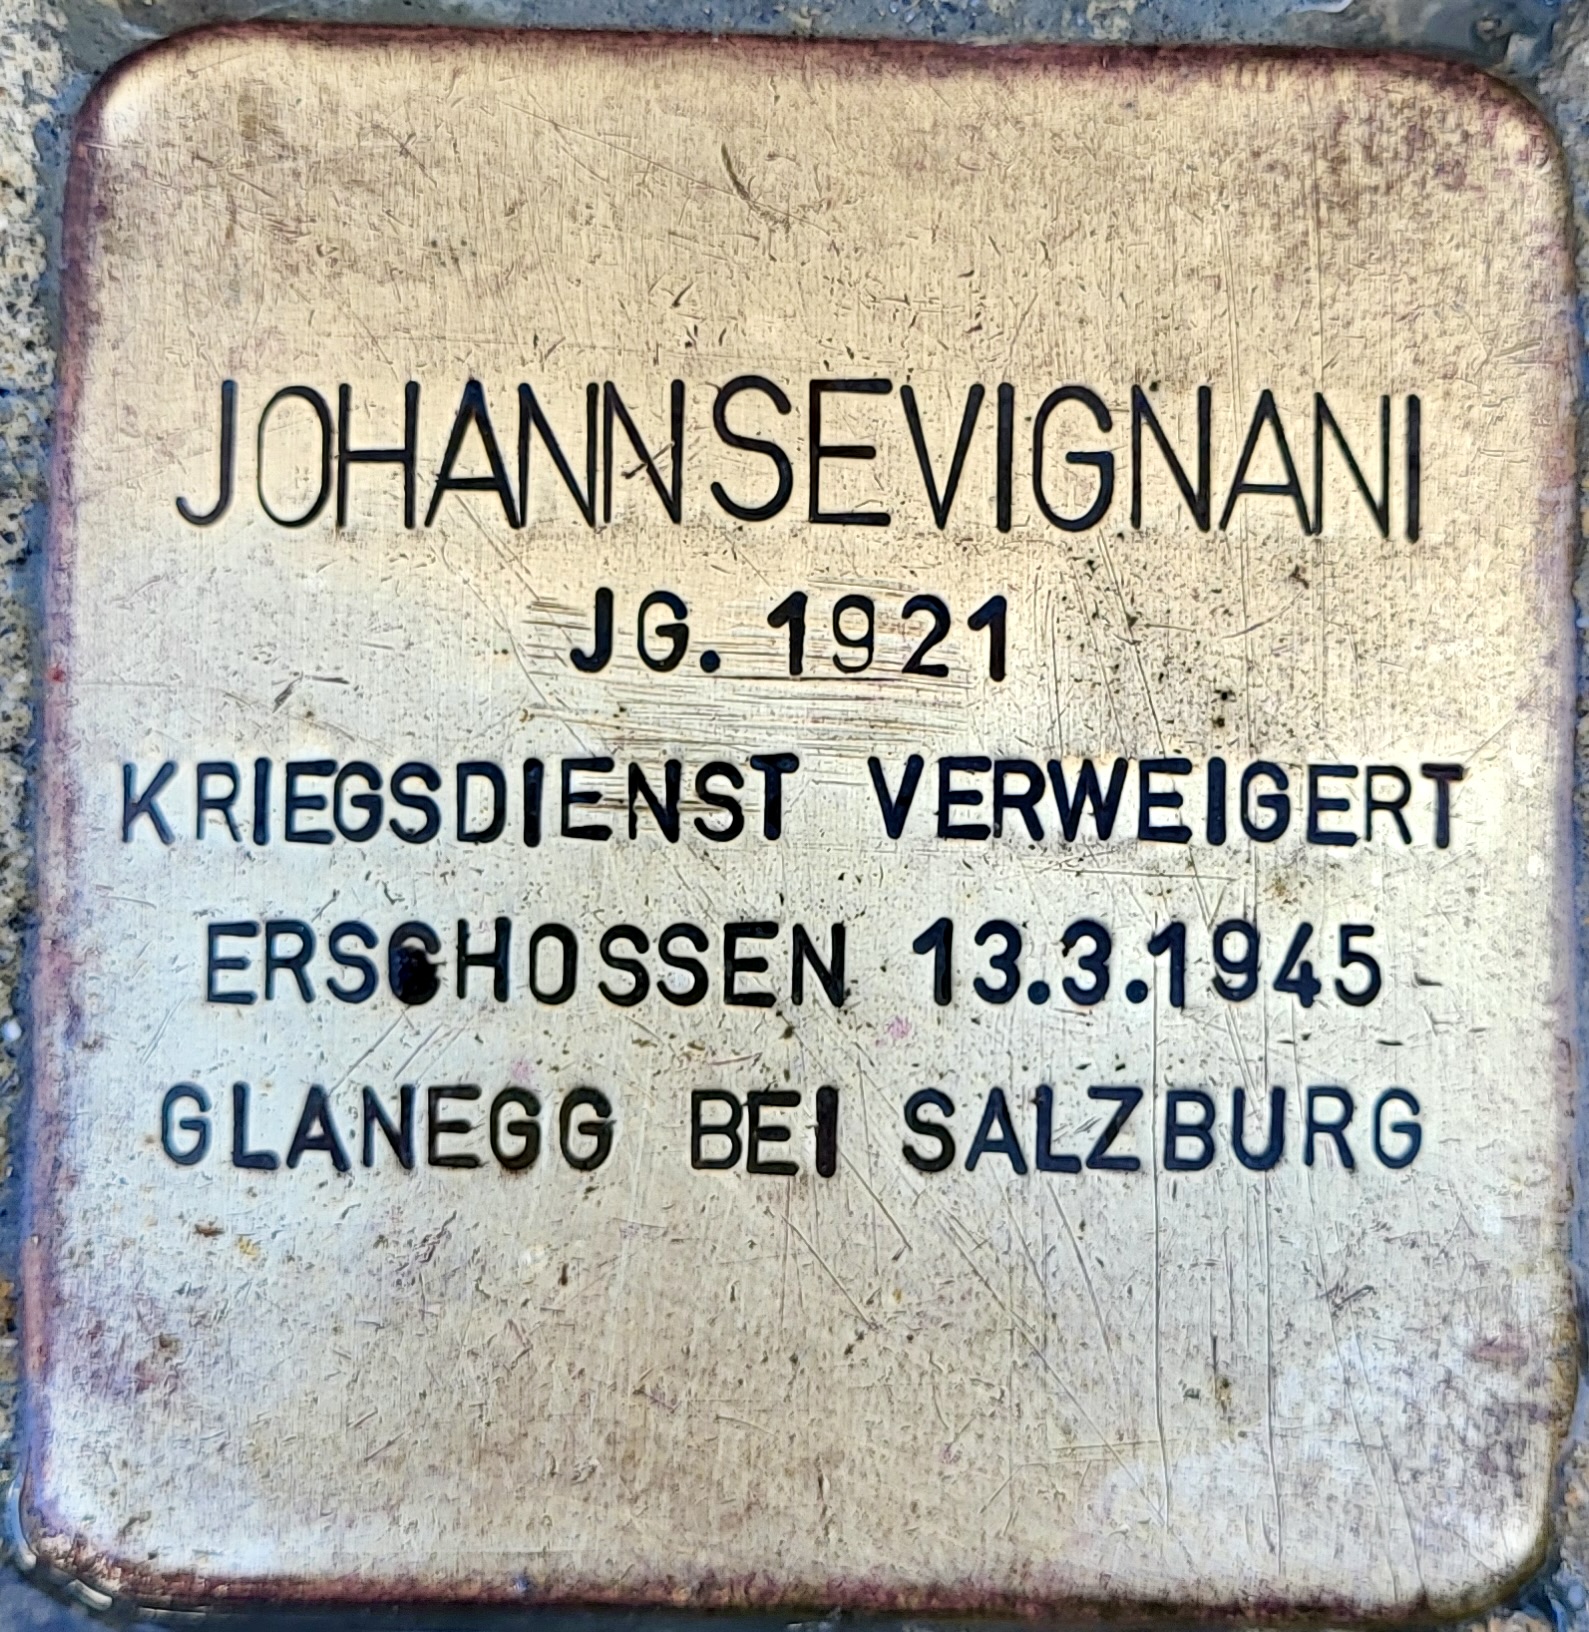 JOHANN SEVIGNANI
JG. 1921
KRIEGSDIENST VERWEIGERT
ERSCHOSSEN 13.3.1945
GLANEGG BEI SALZBURG